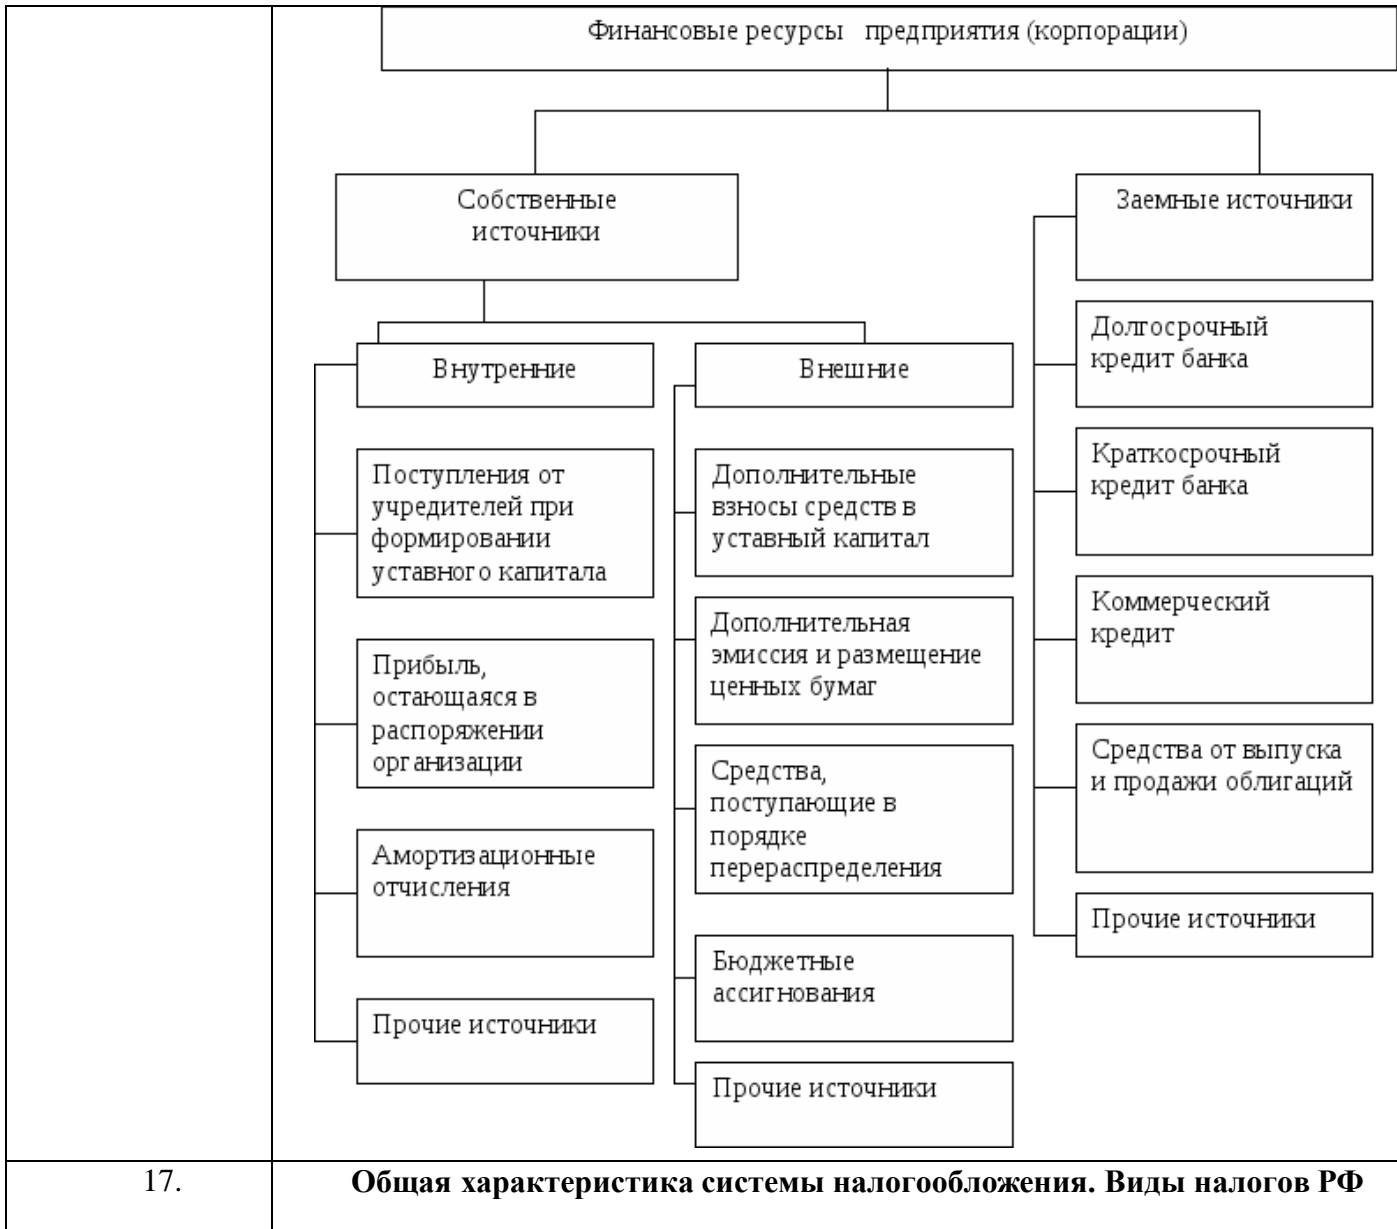 Финансовые ресурсы предприятия (корпорации)
Собственные
источники
Внутренние
Поступления от
учредителей при
формировании
уставного капитала
Прибыль,
остающаяся в
распоряжении
организации
Амортизационные
отчисления
Прочие источники
Внешние
Дополнительные
взносы средств в
уставный капитал
Дополнительная
эмиссия и размещение
ценных бумаг
Средства,
поступающие в
порядке
перераспределения
Бюджетные
ассигнования
Прочие источники
Заемные источники
Долгосрочный
кредит банка
Краткосрочный
кредит банка
Коммерческий
кредит
Средства от выпуска
и продажи облигаций
Прочие источники
17.
Общая характеристика системы налогообложения. Виды налогов РФ